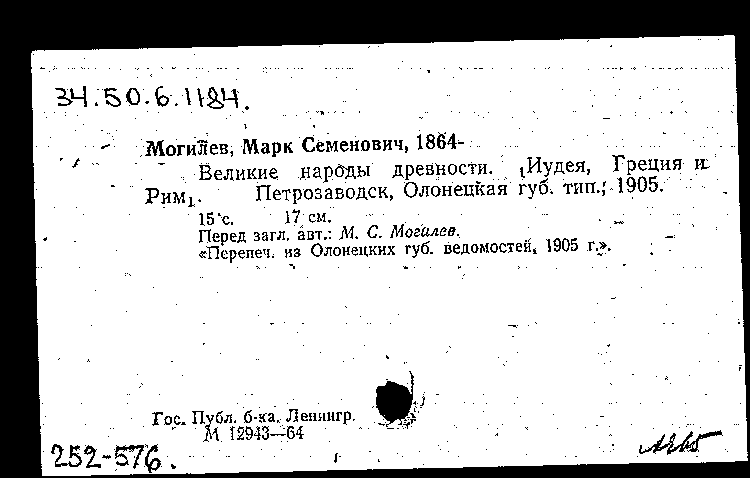 34.50.6.1184.
Могилев, Марк Семенович, 1864-
Великие народы древности. [Иудея, Греция и
Рим]. Петрозаводск, Олонецкая губ. тип., 1905.
15 с. 17 см.
Перед загл. авт.: М. С. Могилев.
«Перепеч. из Олонецких губ. ведомостей, 1905 г.».
Гос. Публ. б-ка. Ленингр.
М 12943—64
252-576.